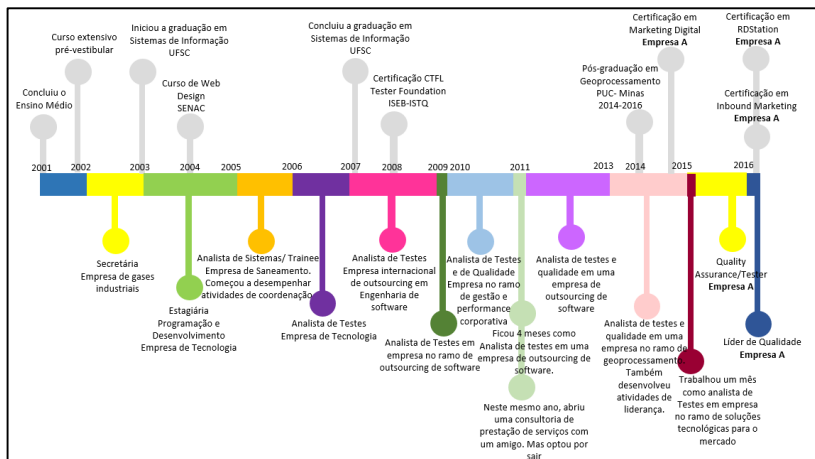 Concluiu o
Ensino Médio
Curso extensivo
pré-vestibular
Iniciou a graduação em
Sistemas de Informação
UFSC
Curso de Web
Design
SENAC
Concluiu a graduação em
Sistemas de Informação
UFSC
Certificação CTFL
Tester Foundation
ISEB-ISTQ
Pós-graduação em
Geoprocessamento
PUC- Minas
2014-2016
Certificação em
Marketing Digital
Empresa A
Certificação em
RDStation
Empresa A
Certificação em
Inbound Marketing
Empresa A
2001
2002
2003
2004
2005
2006
2007
2008
2009
2010
2011
2013
2014
2015
2016
Secretária
Empresa de gases
industriais
Estagiária
Programação e
Desenvolvimento
Empresa de Tecnologia
Analista de Sistemas/ Trainee
Empresa de Saneamento.
Começou a desempenhar
atividades de coordenação
Analista de Testes
Empresa de Tecnologia
Analista de Testes
Empresa internacional
de outsourcing em
Engenharia de
software
Analista de Testes em
empresa no ramo de
outsourcing de software
Analista de Testes
e de Qualidade
Empresa no ramo
de gestão e
performance
corporativa
Ficou 4 meses como
Analista de testes em uma
empresa de outsourcing de
software.
Neste mesmo ano, abriu
uma consultoria de
prestação de serviços com
um amigo. Mas optou por
sair
Analista de testes e
qualidade em uma
empresa de
outsourcing de
software
Analista de testes e
qualidade em uma
empresa no ramo de
geoprocessamento.
Também
desenvolveu
atividades de
liderança.
Trabalhou um mês
como analista de
Testes em empresa
no ramo de soluções
tecnológicas para o
mercado
Quality
Assurance/Tester
Empresa A
Líder de Qualidade
Empresa A